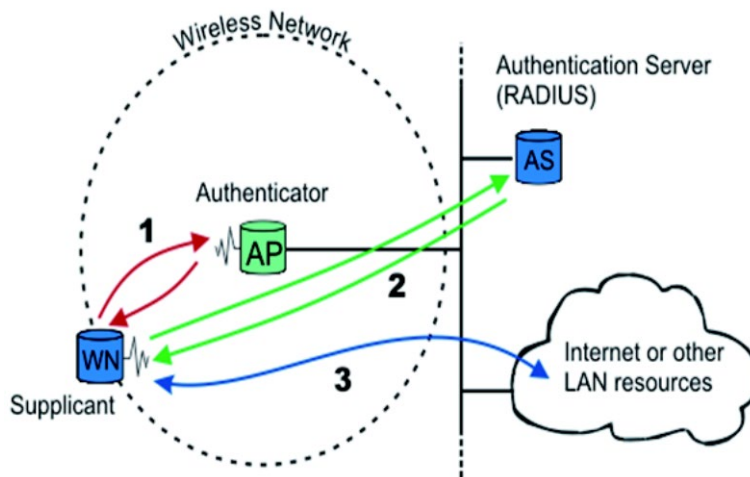 Wireless Network
Authentication Server
(RADIUS)
AS
Authenticator
1
AP
2
WN
3
Supplicant
Internet or other
LAN resources